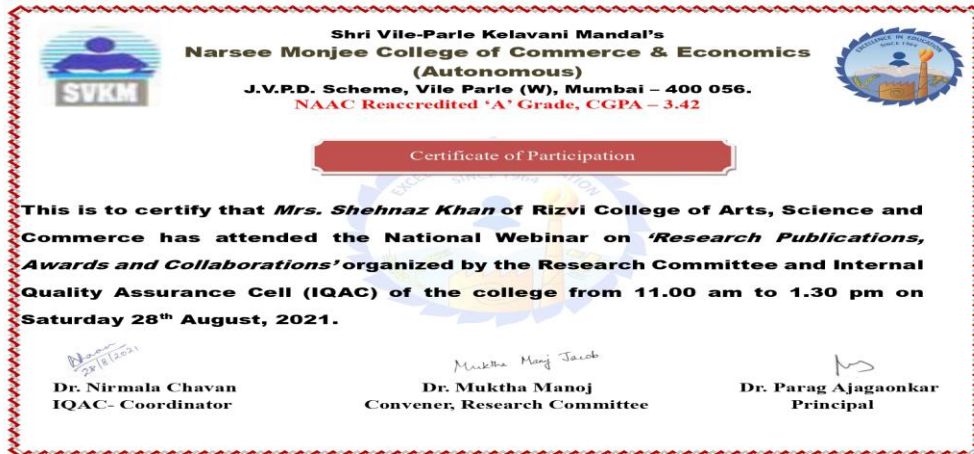 Shri Vile-Parle Kelavani Mandal's
Narsee Monjee College of Commerce & Economics
(Autonomous)
J.V.P.D. Scheme, Vile Parle (W), Mumbai – 400 056.
NAAC Reaccredited 'A' Grade, CGPA – 3.42
SVKM
EXCELLENCE IN EDUCATION
SINCE 1964
Certificate of Participation
This is to certify that Mrs. Shehnaz Khan of Rizvi College of Arts, Science and
Commerce has attended the National Webinar on 'Research Publications,
Awards and Collaborations' organized by the Research Committee and Internal
Quality Assurance Cell (IQAC) of the college from 11.00 am to 1.30 pm on
Saturday 28th August, 2021.
28/8/2021
Muktha Manoj Jacob
Dr. Nirmala Chavan
IQAC- Coordinator
Dr. Muktha Manoj
Convener, Research Committee
Dr. Parag Ajagaonkar
Principal